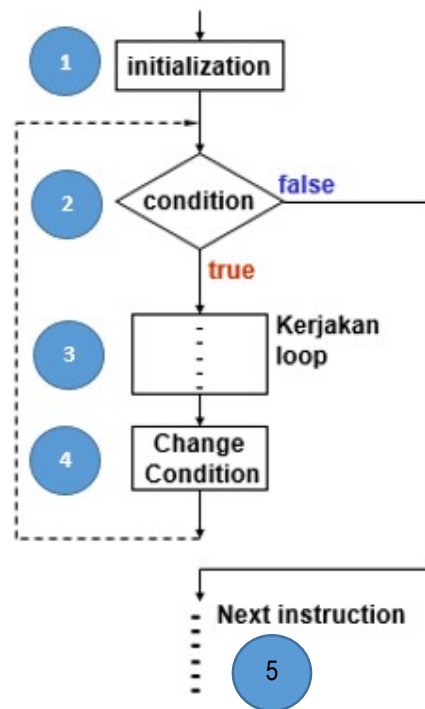 1
initialization
2
condition
false
true
3
Kerjakan
loop
4
Change
Condition
Next instruction
5